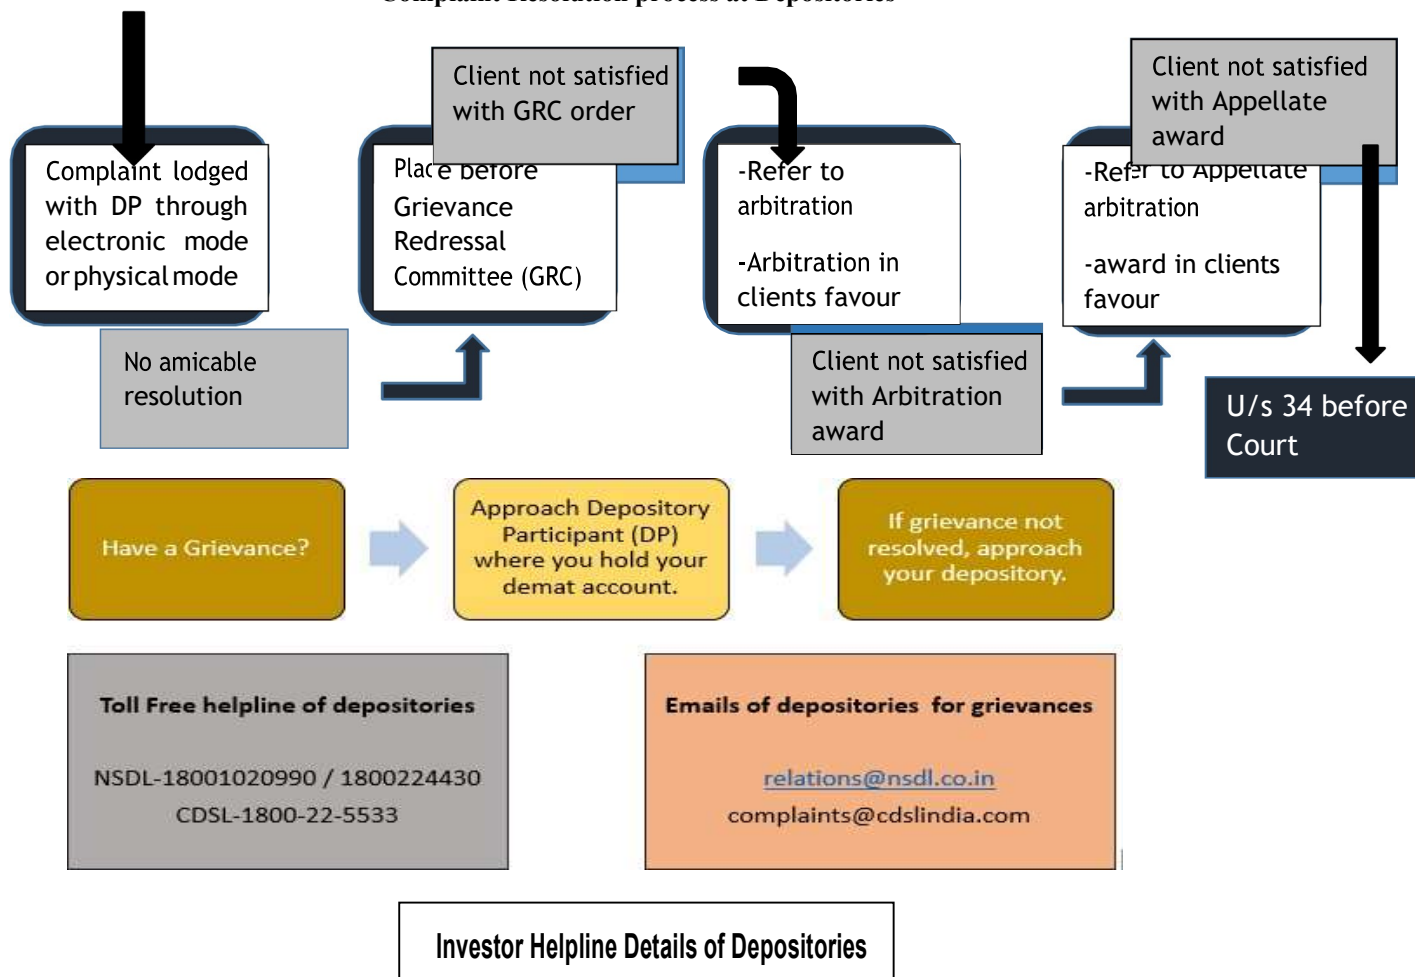 Complaint Resolution process at Depositories
Complaint lodged
with DP through
electronic mode
or physical mode
No amicable
resolution
Place before
Grievance
Redressal
Committee (GRC)
Client not satisfied
with GRC order
-Refer to
arbitration
-Arbitration in
clients favour
Client not satisfied
with Arbitration
award
-Refer to Appellate
arbitration
-award in clients
favour
Client not satisfied
with Appellate
award
U/s 34 before
Court
Have a Grievance?
Approach Depository
Participant (DP)
where you hold your
demat account.
If grievance not
resolved, approach
your depository.
Toll Free helpline of depositories
NSDL-18001020990 / 1800224430
CDSL-1800-22-5533
Emails of depositories for grievances
relations@nsdl.co.in
complaints@cdslindia.com
Investor Helpline Details of Depositories